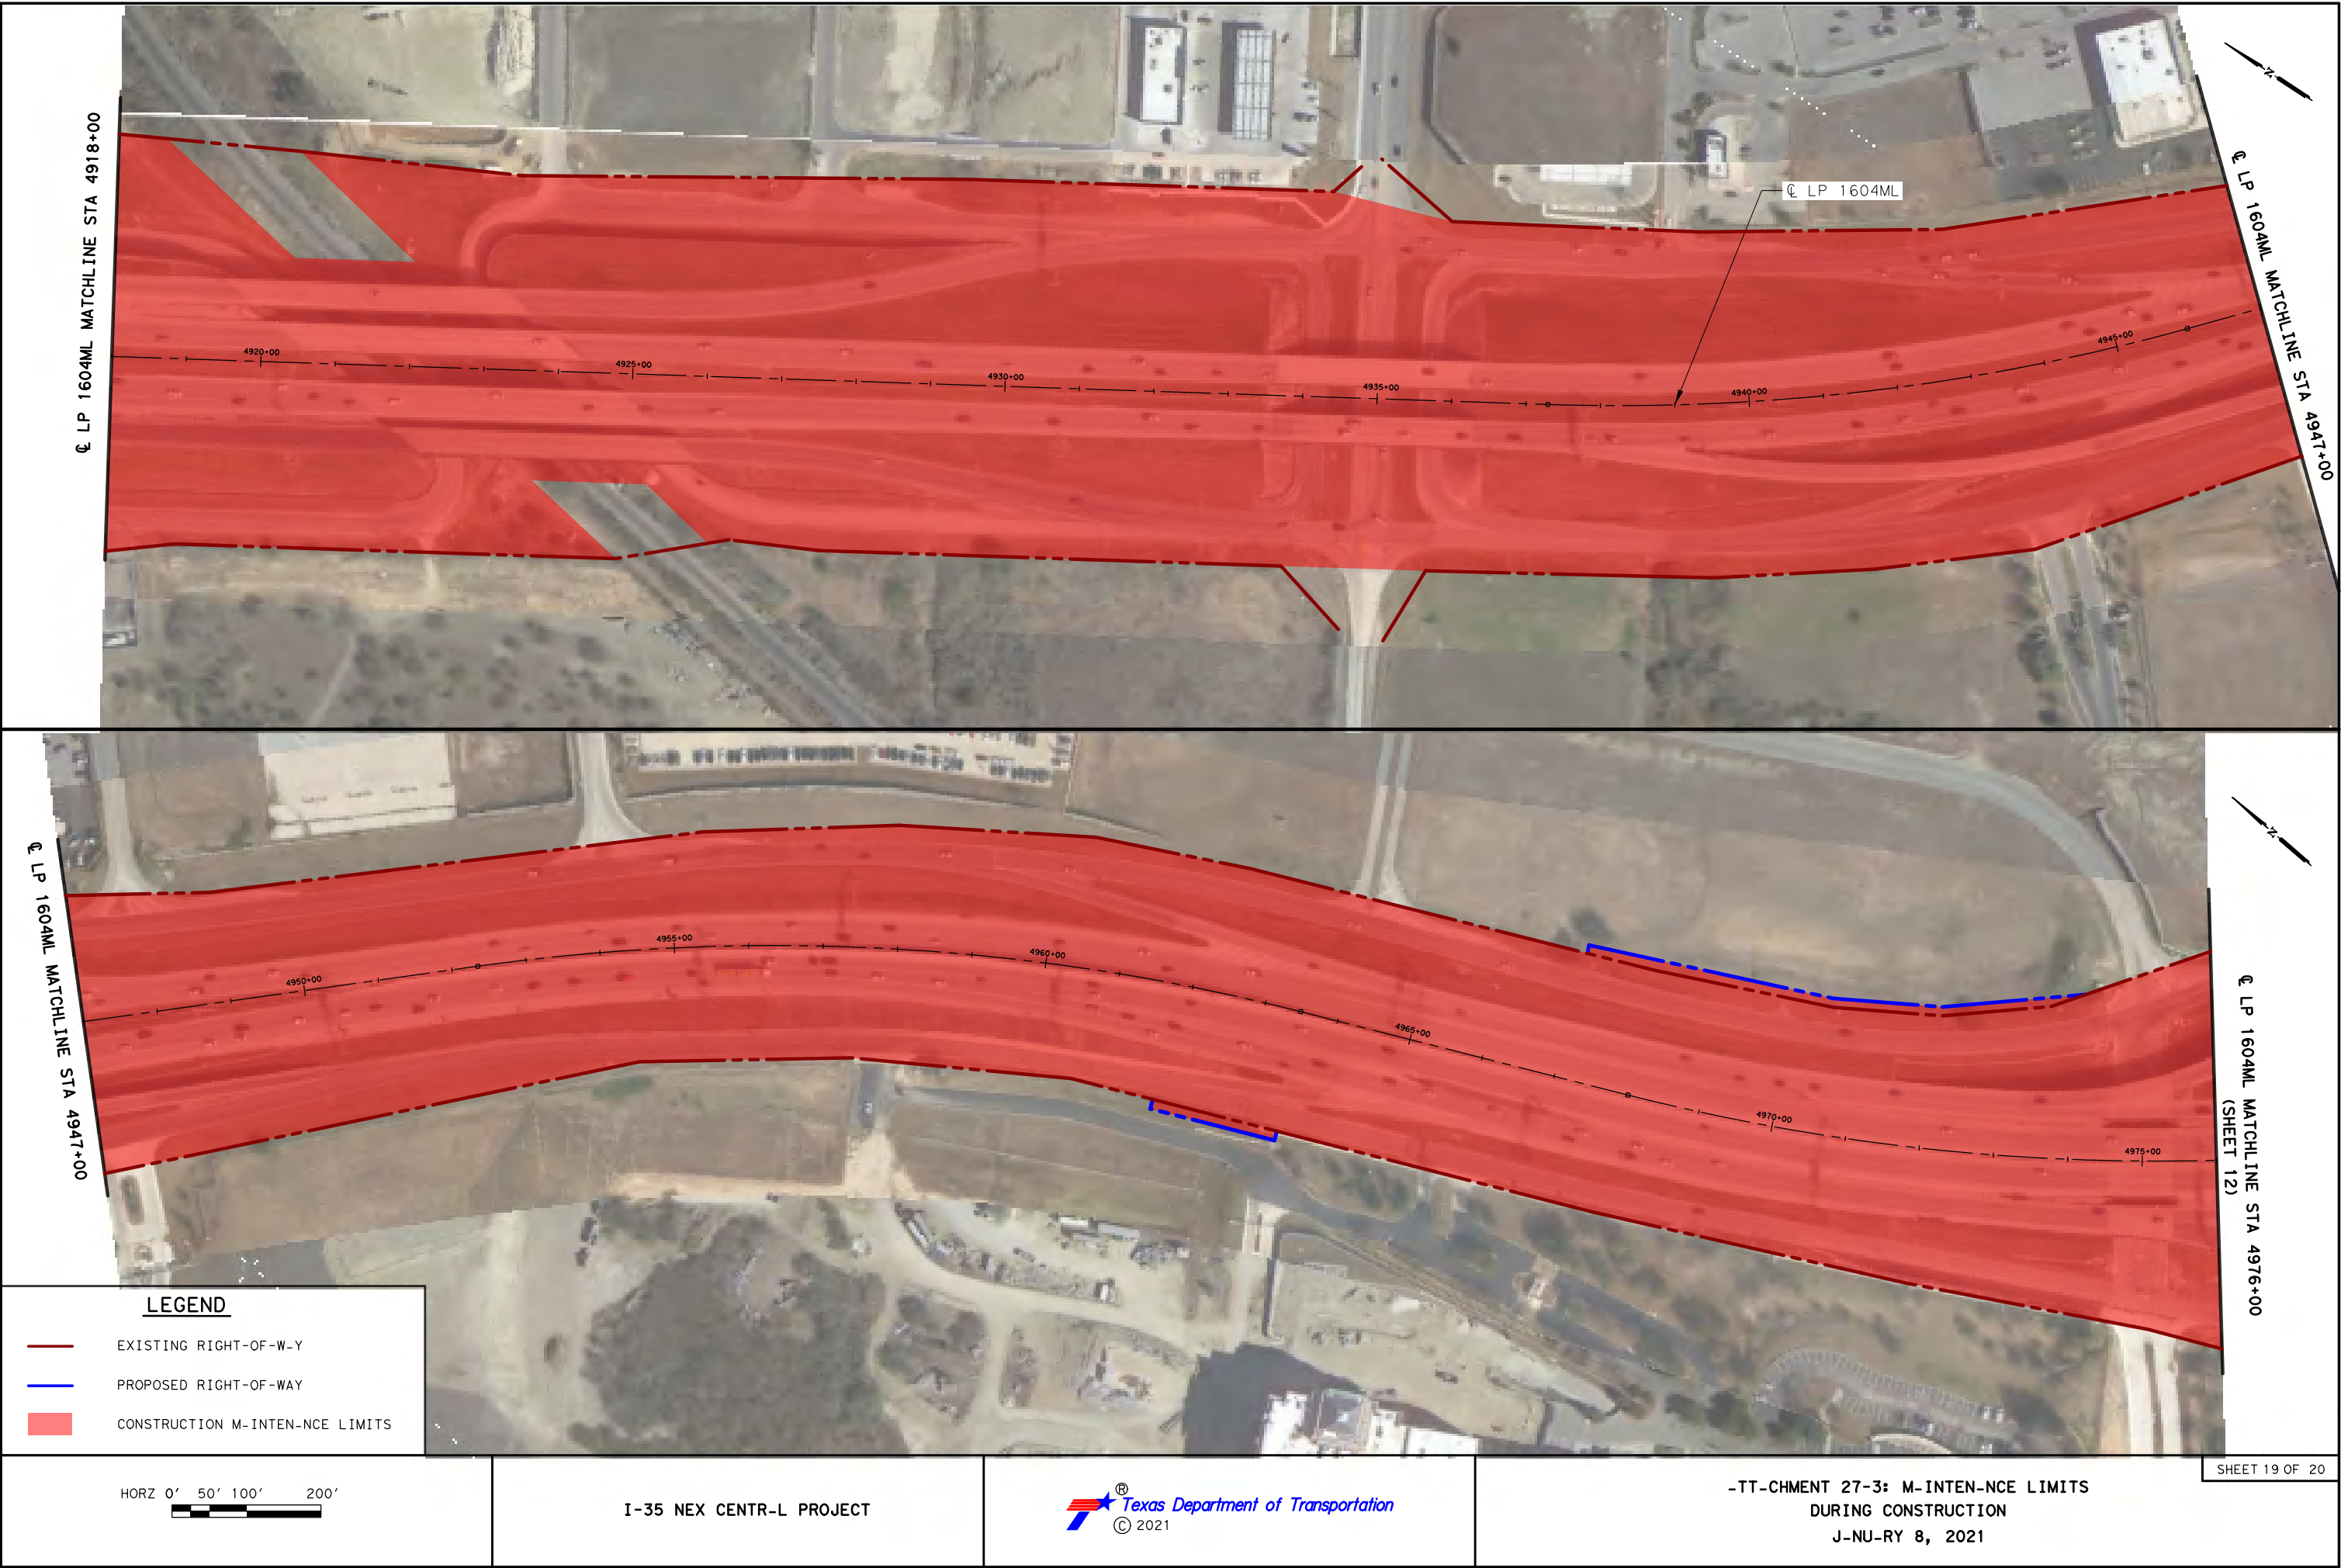 ℄ LP 1604ML MATCHLINE STA 4918+00
℄ LP 1604ML
℄ LP 1604ML MATCHLINE STA 4947+00
N
4920+00
4925+00
4930+00
4935+00
4940+00
4945+00
℄ LP 1604ML MATCHLINE STA 4947+00
N
4950+00
4955+00
4960+00
4965+00
4970+00
4975+00
℄ LP 1604ML MATCHLINE STA 4976+00
(SHEET 12)
LEGEND
EXISTING RIGHT-OF-W-Y
PROPOSED RIGHT-OF-WAY
CONSTRUCTION M-INTEN-NCE LIMITS
HORZ 0' 50' 100' 200'
I-35 NEX CENTR-L PROJECT
®
Texas Department of Transportation
© 2021
-TT-CHMENT 27-3: M-INTEN-NCE LIMITS
DURING CONSTRUCTION
J-NU-RY 8, 2021
SHEET 19 OF 20